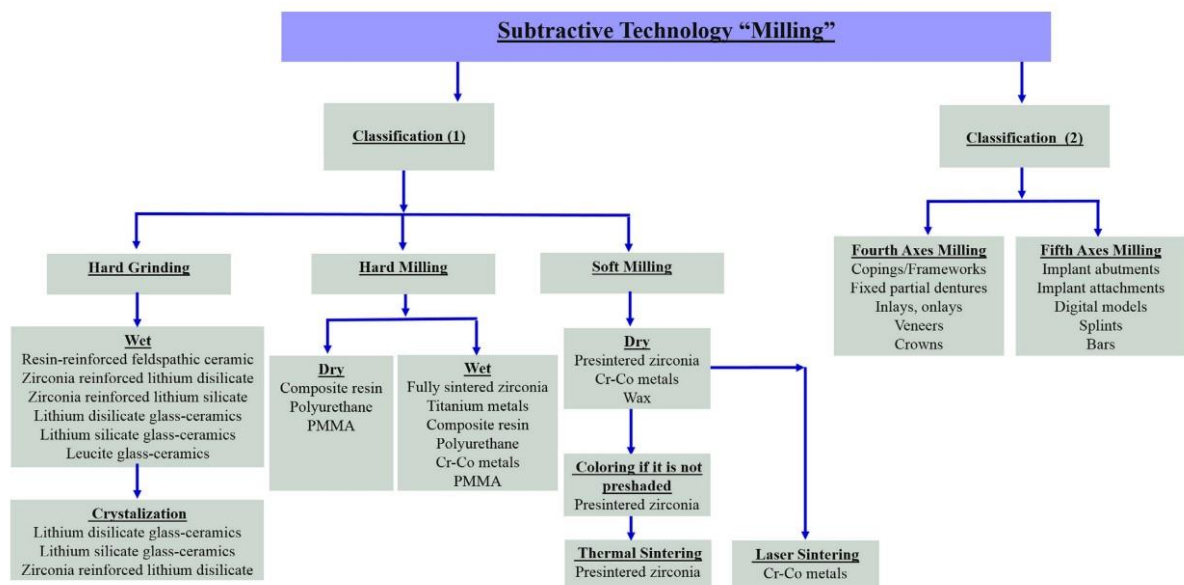 Subtractive Technology “Milling”
Classification (1)
Classification (2)
Hard Grinding
Hard Milling
Soft Milling
Fourth Axes Milling
Copings/Frameworks
Fixed partial dentures
Inlays, onlays
Veneers
Crowns
Fifth Axes Milling
Implant abutments
Implant attachments
Digital models
Splints
Bars
Wet
Resin-reinforced feldspathic ceramic
Zirconia reinforced lithium disilicate
Zirconia reinforced lithium silicate
Lithium disilicate glass-ceramics
Lithium silicate glass-ceramics
Leucite glass-ceramics
Dry
Composite resin
Polyurethane
PMMA
Wet
Fully sintered zirconia
Titanium metals
Composite resin
Polyurethane
Cr-Co metals
PMMA
Dry
Presintered zirconia
Cr-Co metals
Wax
Coloring if it is not
preshaded
Presintered zirconia
Crystalization
Lithium disilicate glass-ceramics
Lithium silicate glass-ceramics
Zirconia reinforced lithium disilicate
Thermal Sintering
Presintered zirconia
Laser Sintering
Cr-Co metals